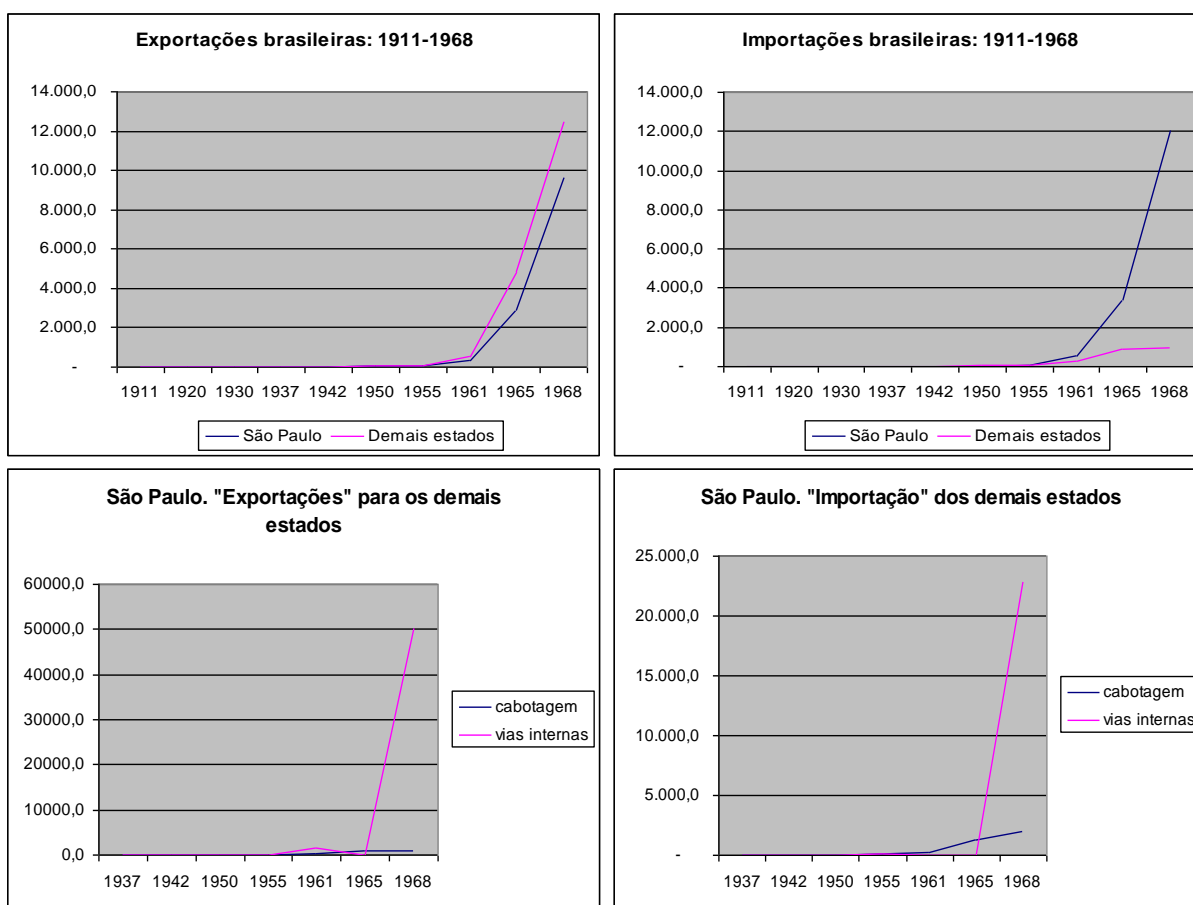 Exportações brasileiras: 1911-1968
14.000,0
12.000,0
10.000,0
8.000,0
6.000,0
4.000,0
2.000,0
-
1911 1920 1930 1937 1942 1950 1955 1961 1965 1968
São Paulo Demais estados
Importações brasileiras: 1911-1968
14.000,0
12.000,0
10.000,0
8.000,0
6.000,0
4.000,0
2.000,0
-
1911 1920 1930 1937 1942 1950 1955 1961 1965 1968
São Paulo Demais estados
São Paulo. "Exportações" para os demais
estados
60000,0
50000,0
40000,0
30000,0
20000,0
10000,0
0,0
1937 1942 1950 1955 1961 1965 1968
cabotagem
vias internas
São Paulo. "Importação" dos demais estados
25.000,0
20.000,0
15.000,0
10.000,0
5.000,0
-
1937 1942 1950 1955 1961 1965 1968
cabotagem
vias internas